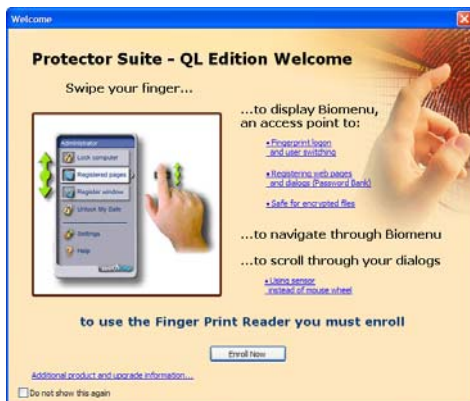 Welcome
Protector Suite - QL Edition Welcome
Swipe your finger...
...to display Biomenu,
an access point to:
Administrator
Lock computer
Registered pages
Register window
Unlock My Safe
Settings
Help
• Fingerprint logon
and user switching
• Registering web pages
and dialogs (Password Bank)
• Safe for encrypted files
...to navigate through Biomenu
...to scroll through your dialogs
• Using sensor
instead of mouse wheel
to use the Finger Print Reader you must enroll
Enroll Now
Additional product and upgrade information...
Do not show this again